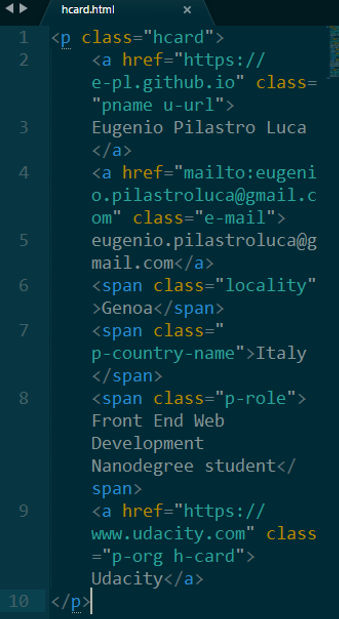 hcard.html ×
1 <p class="hcard">
2 <a href="https://
e-pl.github.io" class=
"pname u-url">
3 Eugenio Pilastro Luca
</a>
4 <a href="mailto:eugeni
o.pilastroluca@gmail.c
om" class="e-mail">
5 eugenio.pilastroluca@g
mail.com</a>
6 <span class="locality"
>Genoa</span>
7 <span class="
p-country-name">Italy
</span>
8 <span class="p-role">
Front End Web
Development
Nanodegree student</
span>
9 <a href="https://
www.udacity.com" class
="p-org h-card">
Udacity</a>
10 </p>